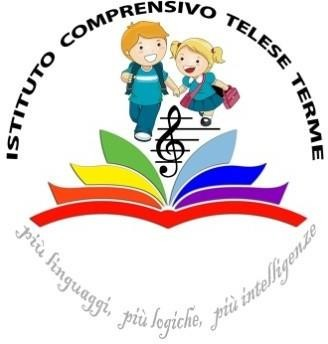 ISTITUTO COMPRENSIVO TELESE TERME
più linguaggi, più logiche, più intelligenze